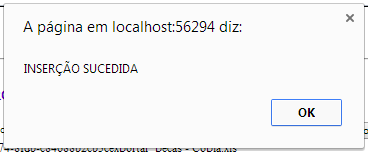 A página em localhost:56294 diz:
INSERÇÃO SUCEDIDA
OK